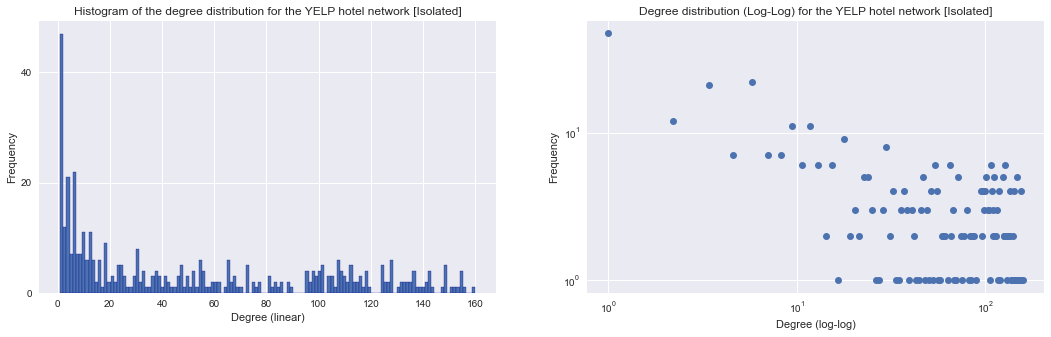 Histogram of the degree distribution for the YELP hotel network [Isolated]
Frequency
40
20
0
0 20 40 60 80 100 120 140 160
Degree (linear)
Degree distribution (Log-Log) for the YELP hotel network [Isolated]
Frequency
10¹
10⁰
10⁰ 10¹ 10²
Degree (log-log)